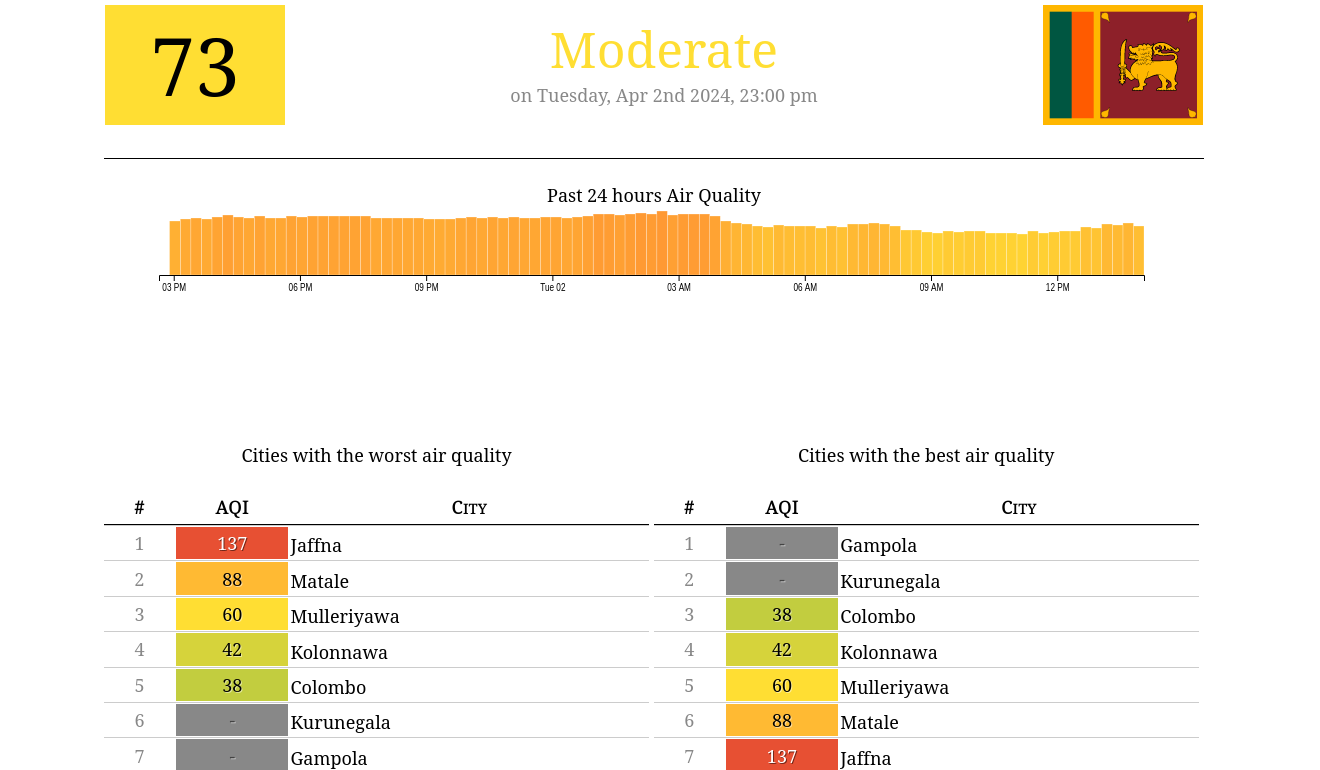 73
Moderate
on Tuesday, Apr 2nd 2024, 23:00 pm
Past 24 hours Air Quality
03 PM 06 PM 09 PM Tue 02 03 AM 06 AM 09 AM 12 PM
Cities with the worst air quality
# AQI City
1 137 Jaffna
2 88 Matale
3 60 Mulleriyawa
4 42 Kolonnawa
5 38 Colombo
6 - Kurunegala
7 - Gampola
Cities with the best air quality
# AQI City
1 - Gampola
2 - Kurunegala
3 38 Colombo
4 42 Kolonnawa
5 60 Mulleriyawa
6 88 Matale
7 137 Jaffna